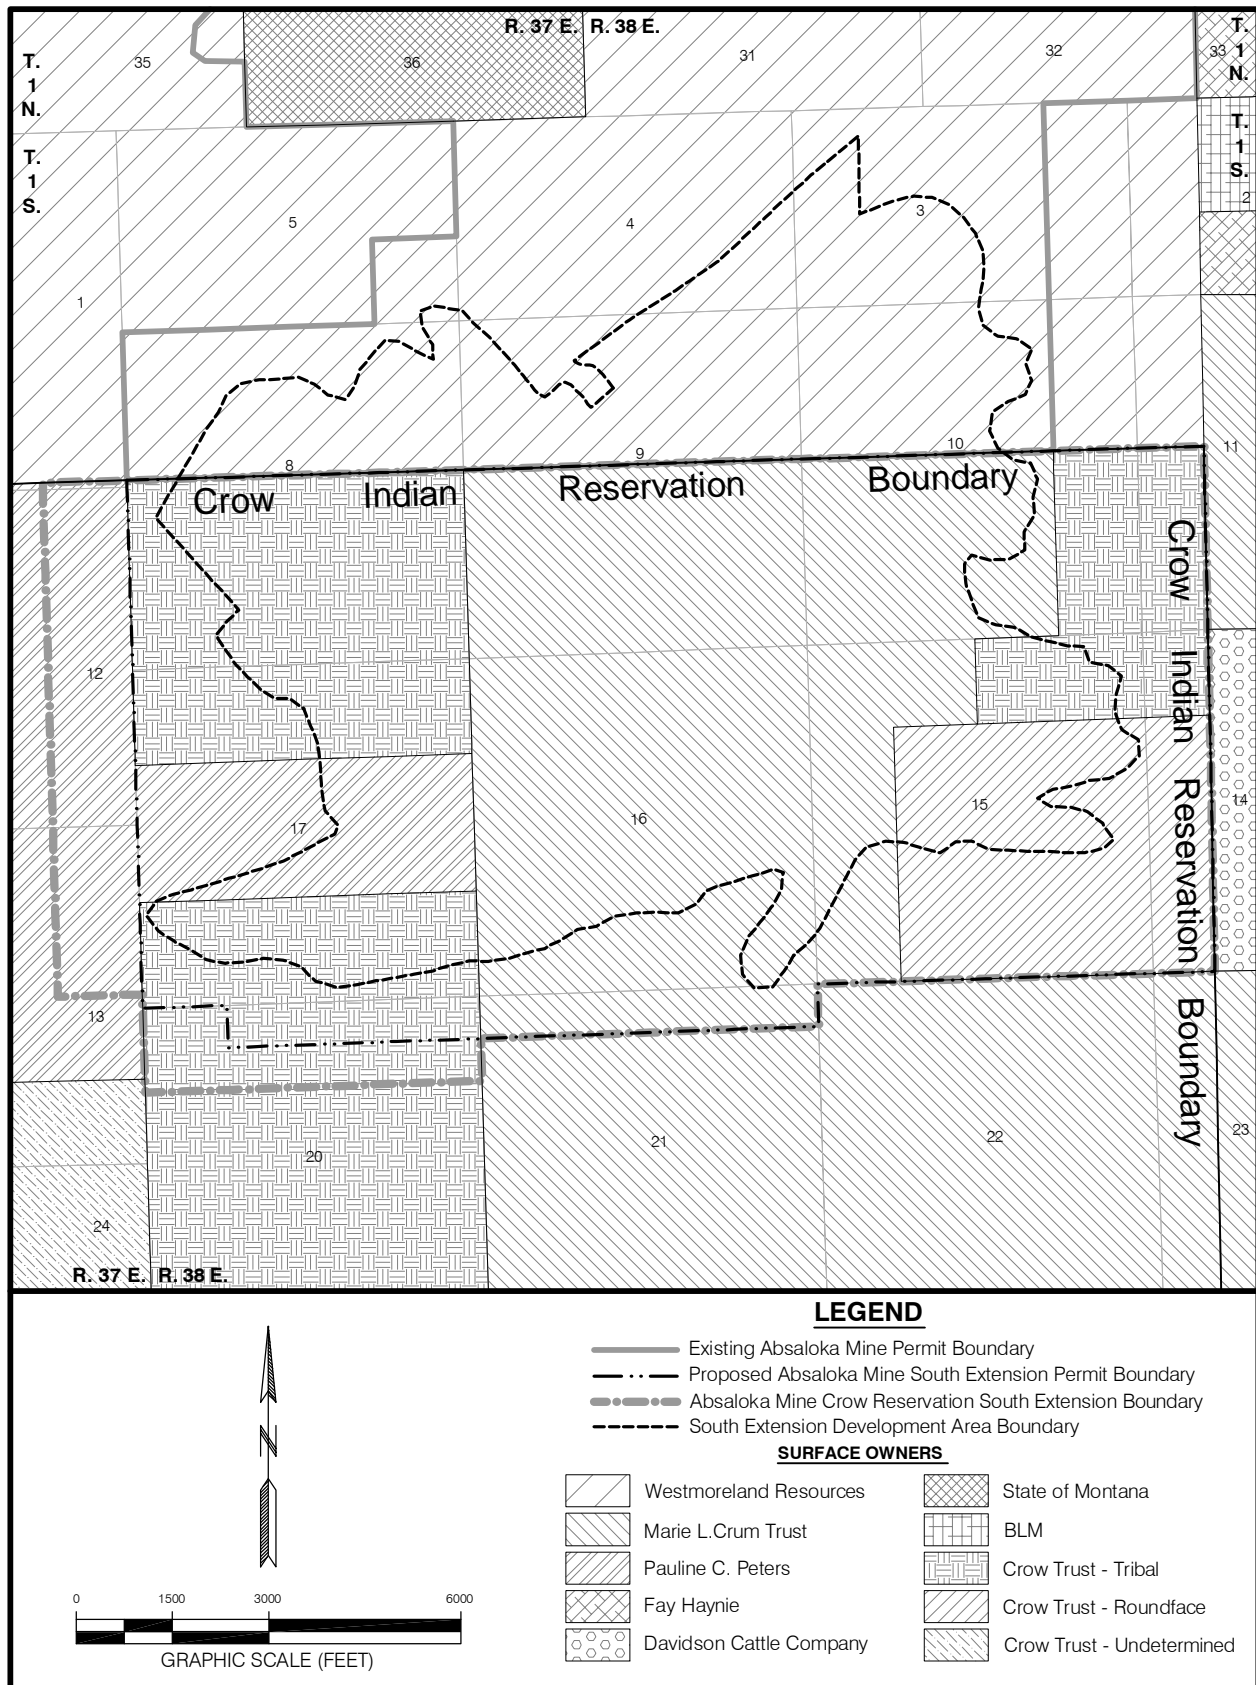 R. 37 E. R. 38 E.
T.
1
N.
T.
1
N.
35
36
31
32
33
T.
1
S.
T.
1
S.
2
5
4
3
1
8
9
10
11
Crow Indian Reservation Boundary
Crow Indian Reservation Boundary
12
17
16
15
14
13
20
21
22
23
24
R. 37 E. R. 38 E.
LEGEND
Existing Absaloka Mine Permit Boundary
Proposed Absaloka Mine South Extension Permit Boundary
Absaloka Mine Crow Reservation South Extension Boundary
South Extension Development Area Boundary
SURFACE OWNERS
Westmoreland Resources
Marie L.Crum Trust
Pauline C. Peters
Fay Haynie
Davidson Cattle Company
State of Montana
BLM
Crow Trust - Tribal
Crow Trust - Roundface
Crow Trust - Undetermined
N
0 1500 3000 6000
GRAPHIC SCALE (FEET)